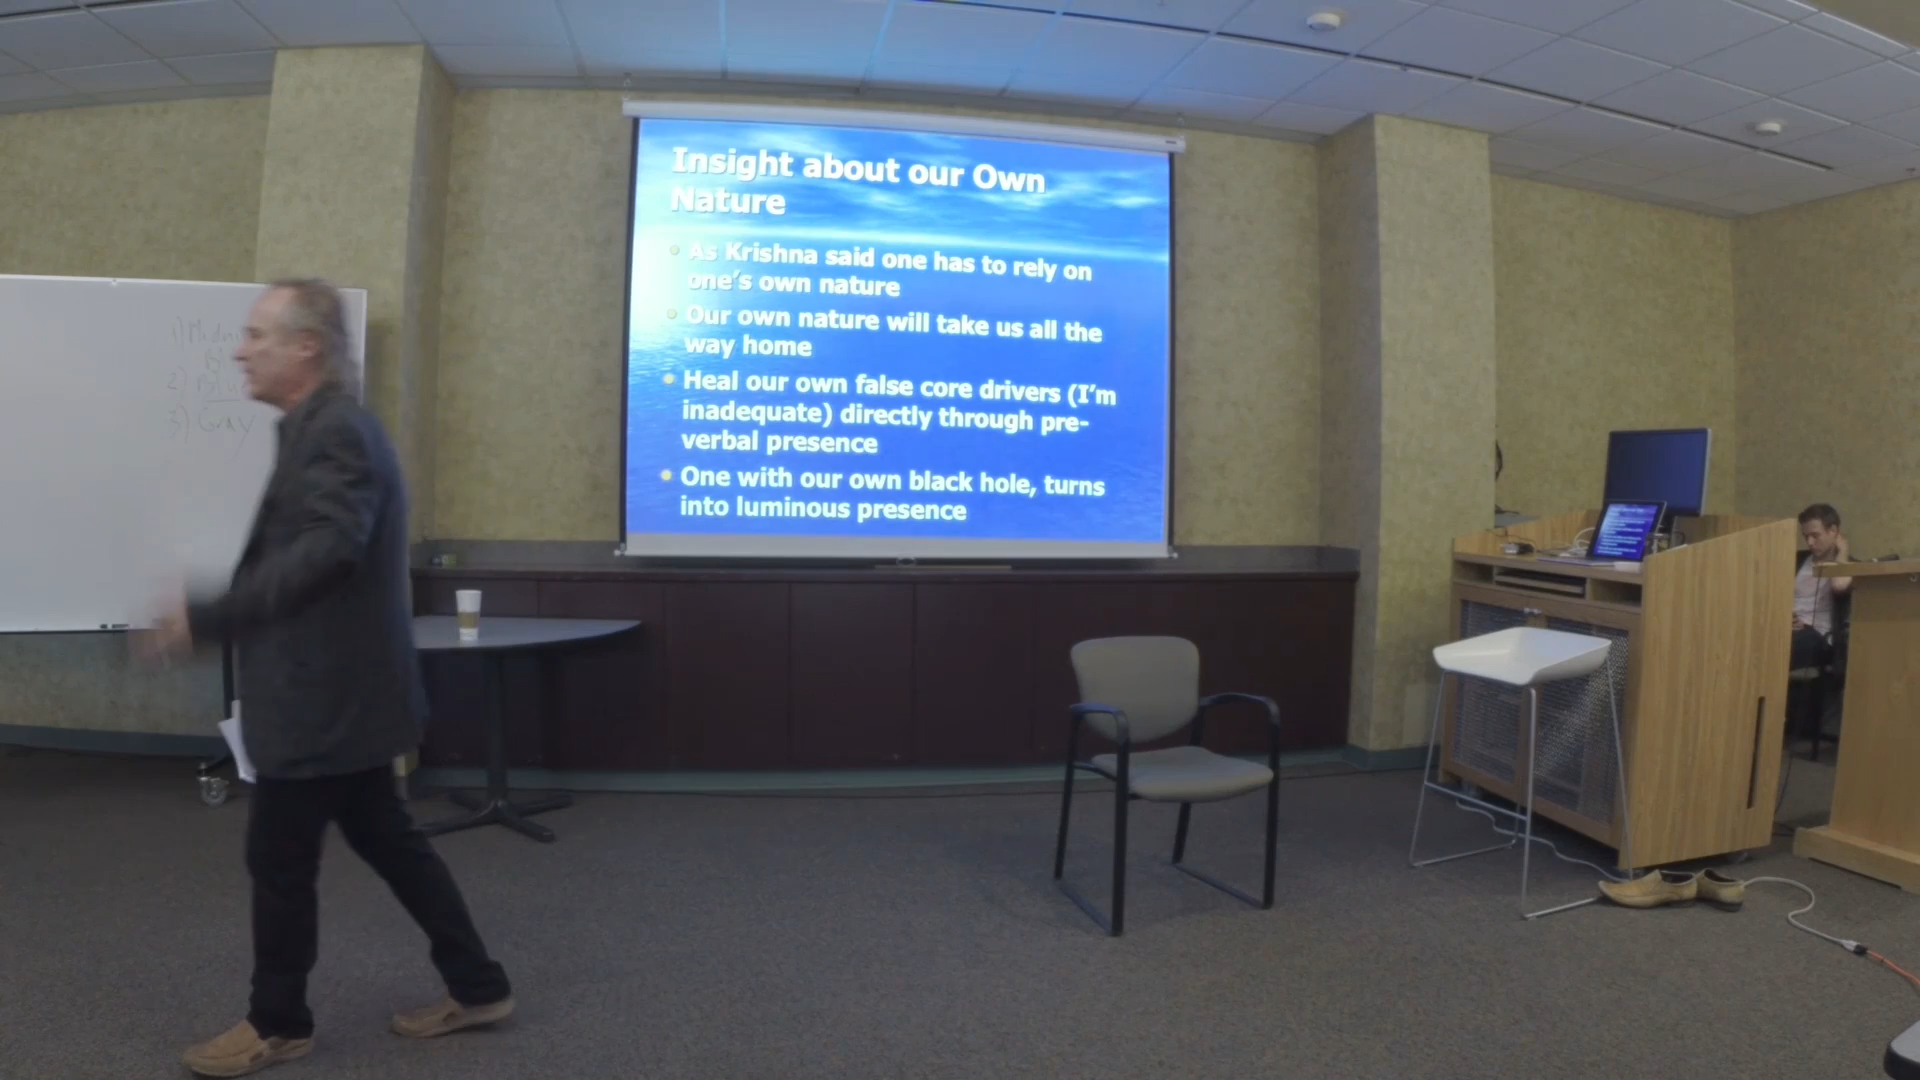 Insight about our Own
Nature
As Krishna said one has to rely on
one's own nature
Our own nature will take us all the
way home
Heal our own false core drivers (I'm
inadequate) directly through pre-
verbal presence
One with our own black hole, turns
into luminous presence
1)
2)
3) Gray